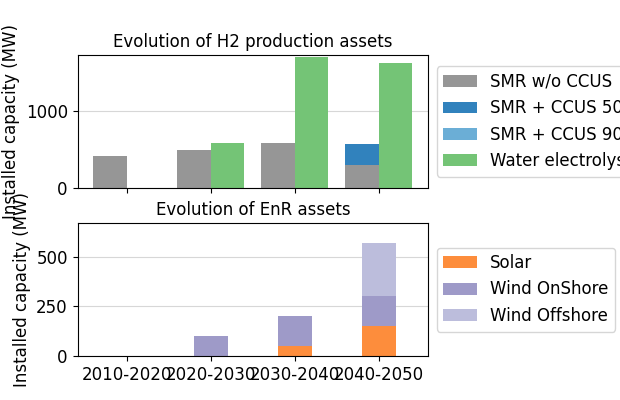 Evolution of H2 production assets
Installed capacity (MW)
1000
0
SMR w/o CCUS
SMR + CCUS 50
SMR + CCUS 90
Water electrolys
Evolution of EnR assets
Installed capacity (MW)
500
250
0
2010-2020
2020-2030
2030-2040
2040-2050
Solar
Wind OnShore
Wind Offshore